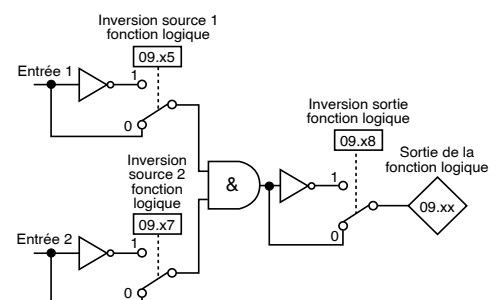 Inversion source 1
fonction logique
09.x5
Entrée 1
1
0
Inversion sortie
fonction logique
09.x8
Sortie de la
fonction logique
&
1
0
09.xx
Inversion
source 2
fonction
logique
09.x7
Entrée 2
1
0